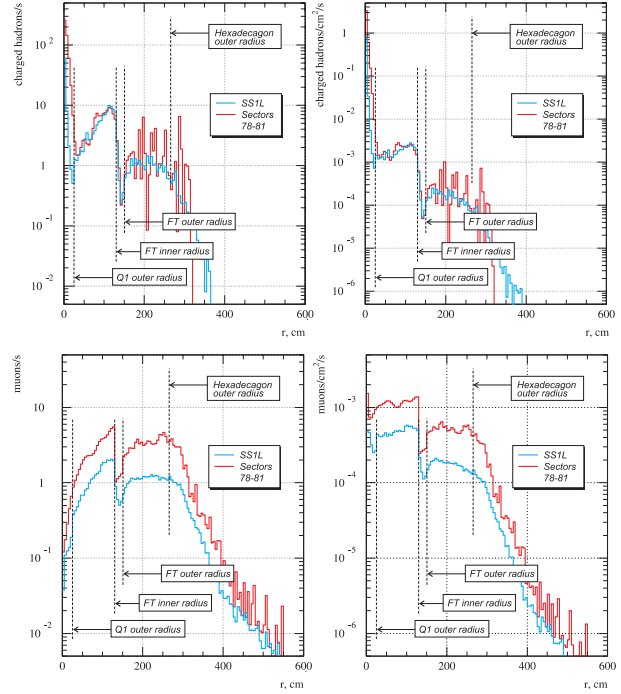 charged hadrons/s
10^2
10
1
10^-1
10^-2
0
200
400
600
r, cm
Hexadecagon
outer radius
SS1L
Sectors
78-81
FT outer radius
FT inner radius
Q1 outer radius
charged hadrons/cm^2/s
1
10^-1
10^-2
10^-3
10^-4
10^-5
10^-6
0
200
400
600
r, cm
Hexadecagon
outer radius
SS1L
Sectors
78-81
FT outer radius
FT inner radius
Q1 outer radius
muons/s
10
1
10^-1
10^-2
0
200
400
600
r, cm
Hexadecagon
outer radius
SS1L
Sectors
78-81
FT outer radius
FT inner radius
Q1 outer radius
muons/cm^2/s
10^-3
10^-4
10^-5
10^-6
0
200
400
600
r, cm
Hexadecagon
outer radius
SS1L
Sectors
78-81
FT outer radius
FT inner radius
Q1 outer radius